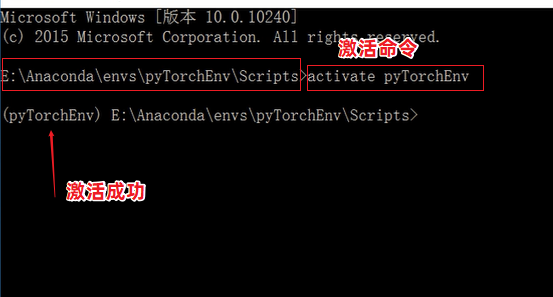 Microsoft Windows [版本 10.0.10240]
(c) 2015 Microsoft Corporation. All rights reserved.
激活命令
E:\Anaconda\envs\pyTorchEnv\Scripts>activate pyTorchEnv
(pyTorchEnv) E:\Anaconda\envs\pyTorchEnv\Scripts>
激活成功